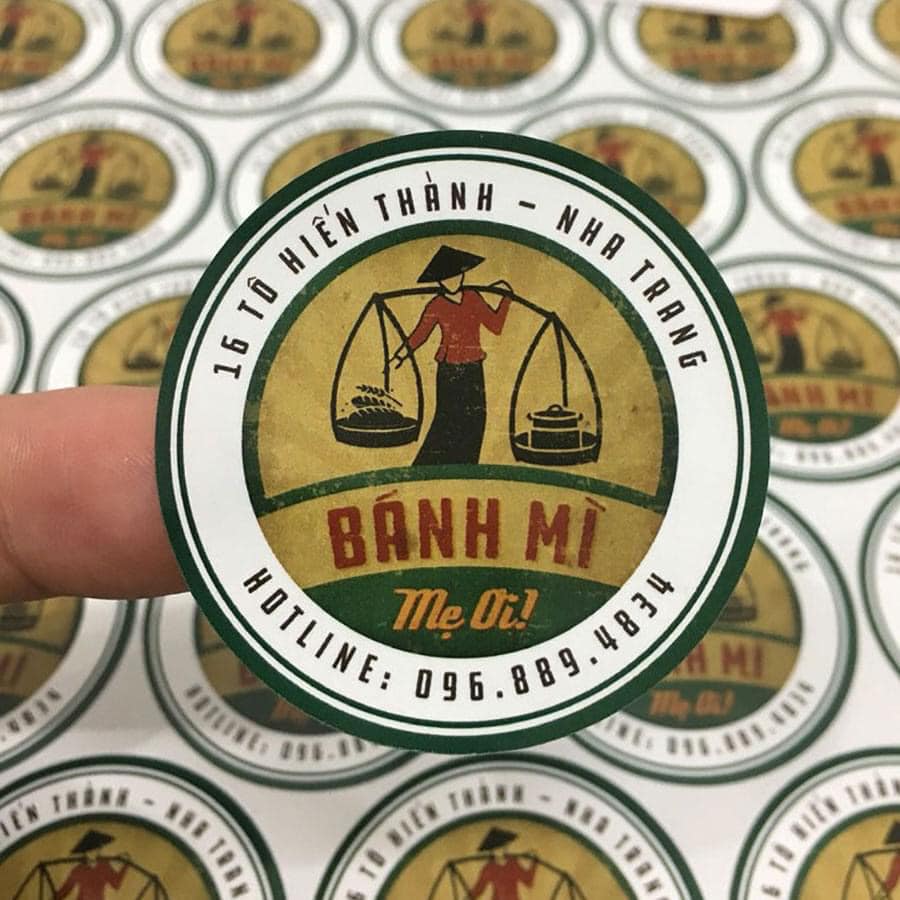 16 TÔ HIẾN THÀNH – NHA TRANG
BÁNH MÌ
Mẹ Ơi!
HOTLINE: 096.889.4834